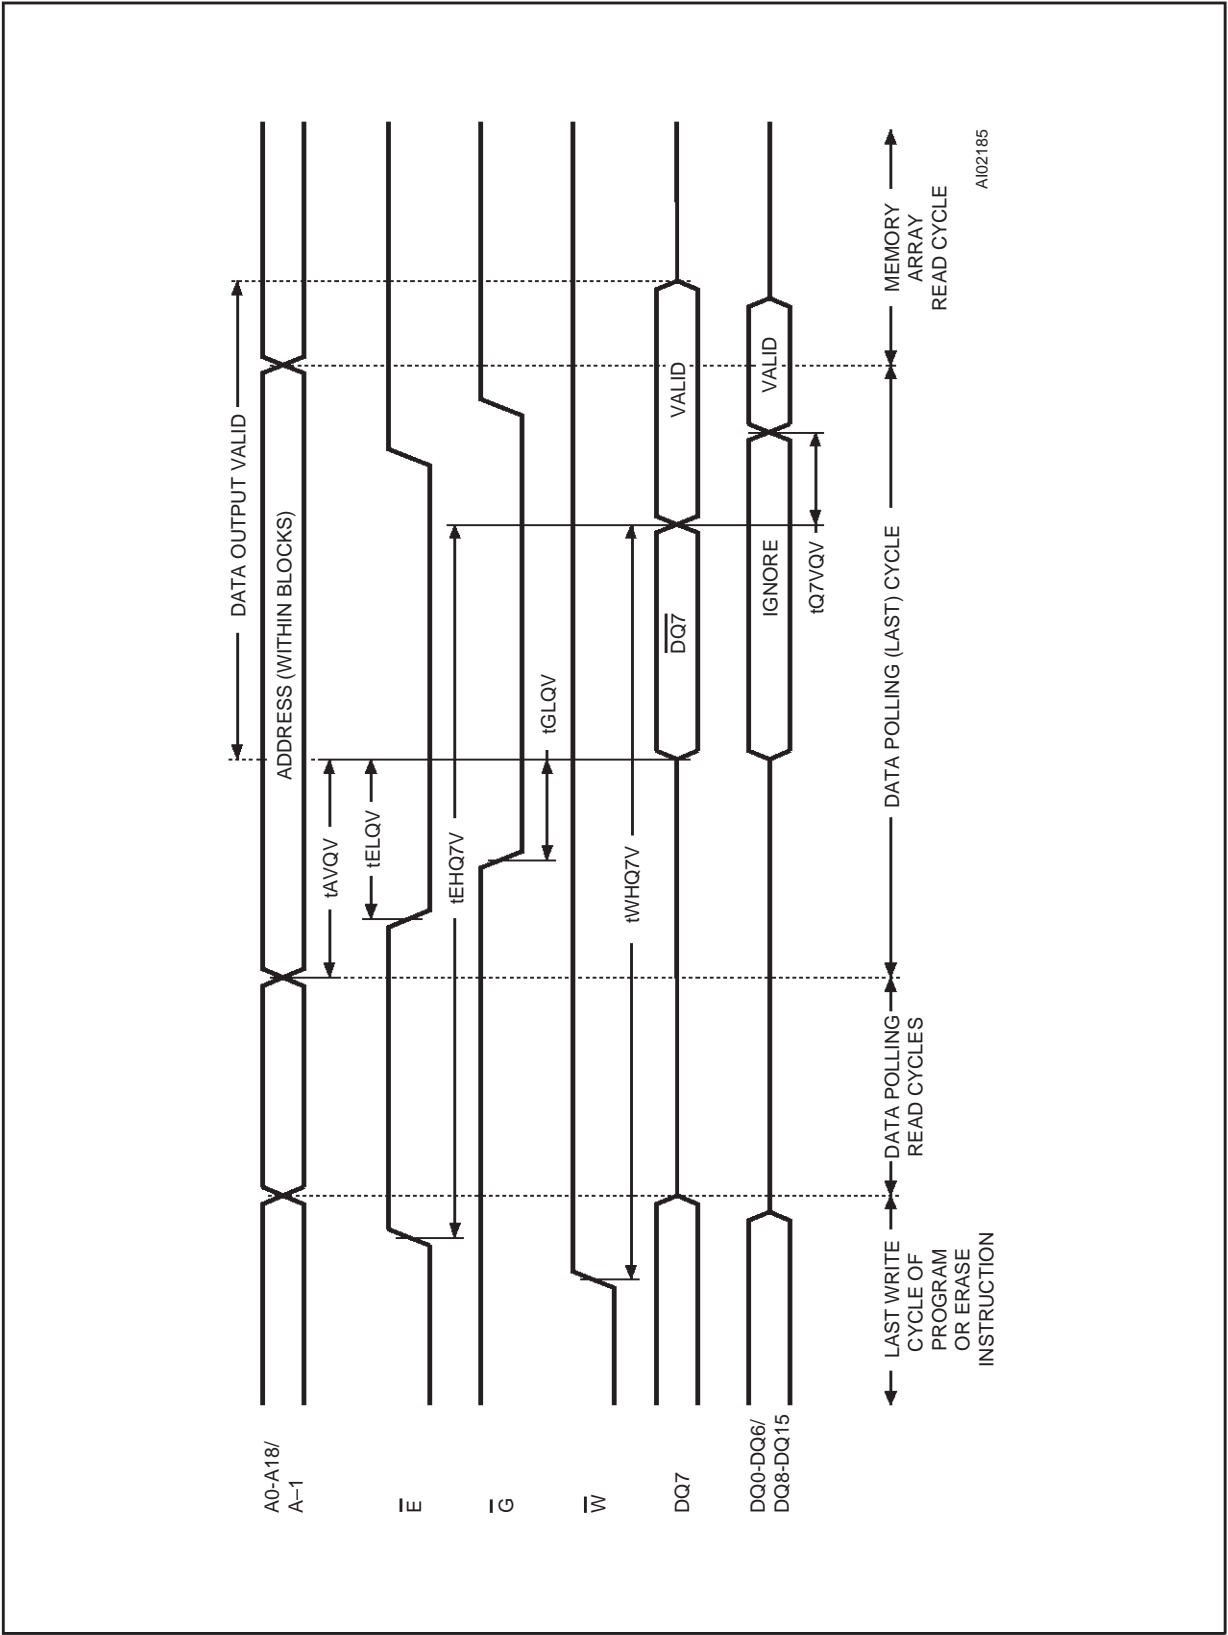 DATA OUTPUT VALID
A0-A18/
A–1
ADDRESS (WITHIN BLOCKS)
tAVQV
tELQV
E
tEHQ7V
G
tGLQV
W
tWHQ7V
DQ7
DQ7
VALID
DQ0-DQ6/
DQ8-DQ15
IGNORE
VALID
tQ7VQV
LAST WRITE
CYCLE OF
PROGRAM
OR ERASE
INSTRUCTION
DATA POLLING
READ CYCLES
DATA POLLING (LAST) CYCLE
MEMORY
ARRAY
READ CYCLE
AI02185